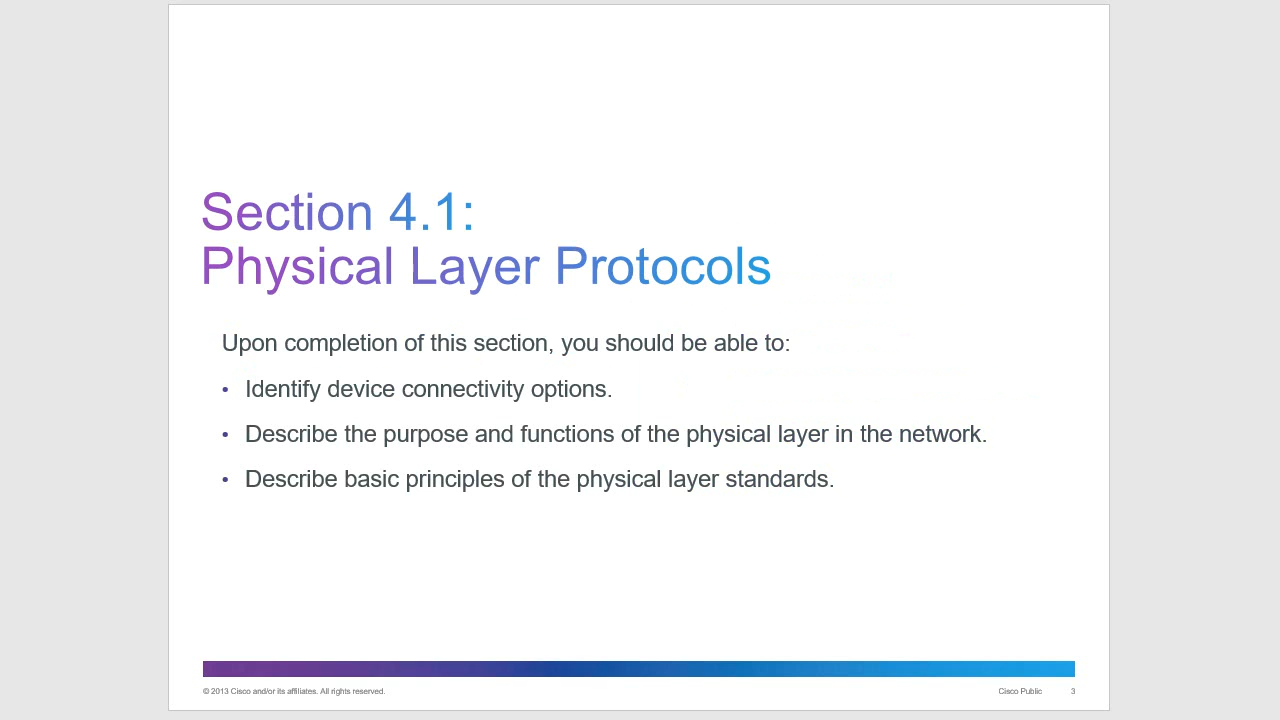 Section 4.1:
Physical Layer Protocols
Upon completion of this section, you should be able to:
• Identify device connectivity options.
• Describe the purpose and functions of the physical layer in the network.
• Describe basic principles of the physical layer standards.
© 2013 Cisco and/or its affiliates. All rights reserved.
Cisco Public
3